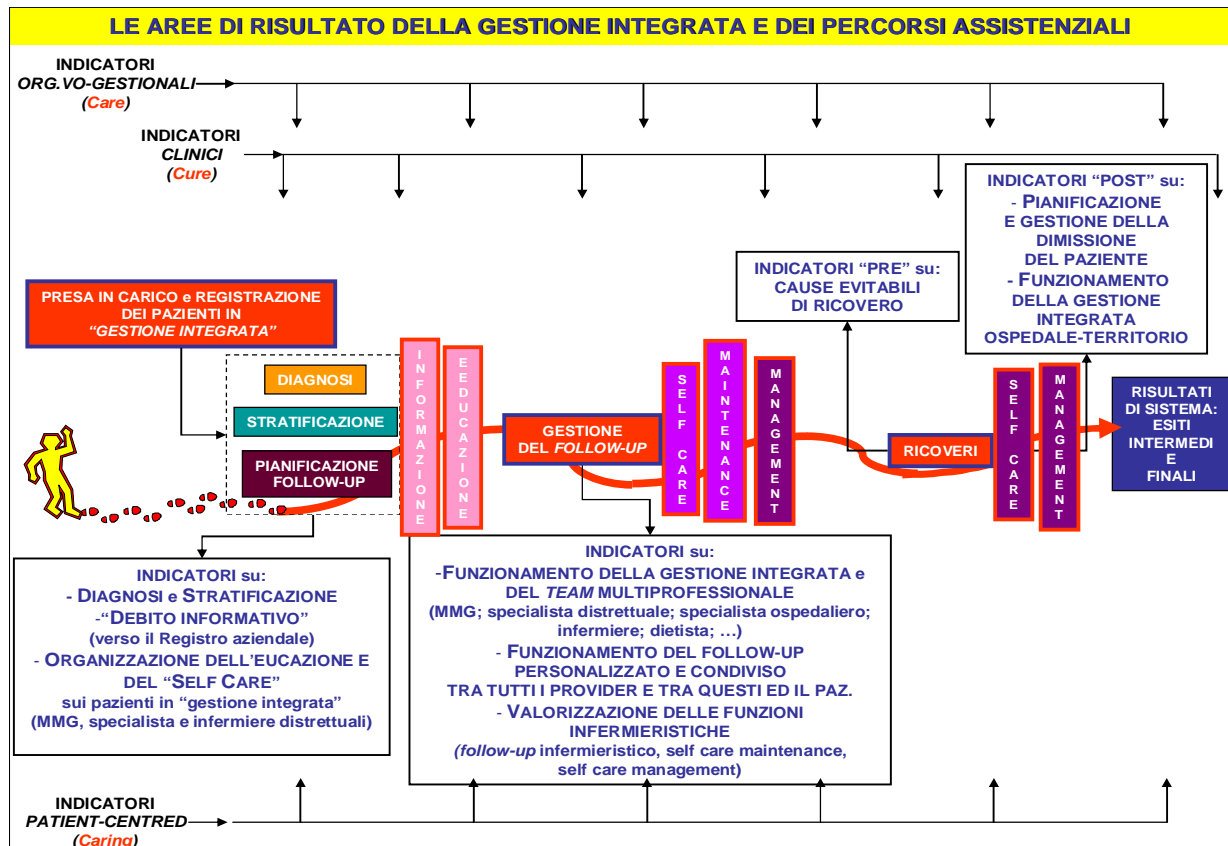 LE AREE DI RISULTATO DELLA GESTIONE INTEGRATA E DEI PERCORSI ASSISTENZIALI
INDICATORI
ORG.VO-GESTIONALI
(Care)
INDICATORI
CLINICI
(Cure)
INDICATORI “POST” su:
- PIANIFICAZIONE
E GESTIONE DELLA
DIMISSIONE
DEL PAZIENTE
- FUNZIONAMENTO
DELLA GESTIONE
INTEGRATA
OSPEDALE-TERRITORIO
INDICATORI “PRE” su:
CAUSE EVITABILI
DI RICOVERO
PRESA IN CARICO e REGISTRAZIONE
DEI PAZIENTI IN
“GESTIONE INTEGRATA”
DIAGNOSI
STRATIFICAZIONE
PIANIFICAZIONE
FOLLOW-UP
INFORMAZIONE
EEDUCAZIONE
GESTIONE
DEL FOLLOW-UP
SELF CARE
MAINTENANCE
MANAGEMENT
RICOVERI
SELF CARE
MANAGEMENT
RISULTATI
DI SISTEMA:
ESITI
INTERMEDI
E
FINALI
INDICATORI su:
- DIAGNOSI e STRATIFICAZIONE
-“DEBITO INFORMATIVO”
(verso il Registro aziendale)
- ORGANIZZAZIONE DELL’EUCAZIONE E
DEL “SELF CARE”
sui pazienti in “gestione integrata”
(MMG, specialista e infermiere distrettuali)
INDICATORI su:
-FUNZIONAMENTO DELLA GESTIONE INTEGRATA e
DEL TEAM MULTIPROFESSIONALE
(MMG; specialista distrettuale; specialista ospedaliero;
infermiere; dietista; …)
- FUNZIONAMENTO DEL FOLLOW-UP
PERSONALIZZATO E CONDIVISO
TRA TUTTI I PROVIDER E TRA QUESTI ED IL PAZ.
- VALORIZZAZIONE DELLE FUNZIONI
INFERMIERISTICHE
(follow-up infermieristico, self care maintenance,
self care management)
INDICATORI
PATIENT-CENTRED
(Caring)